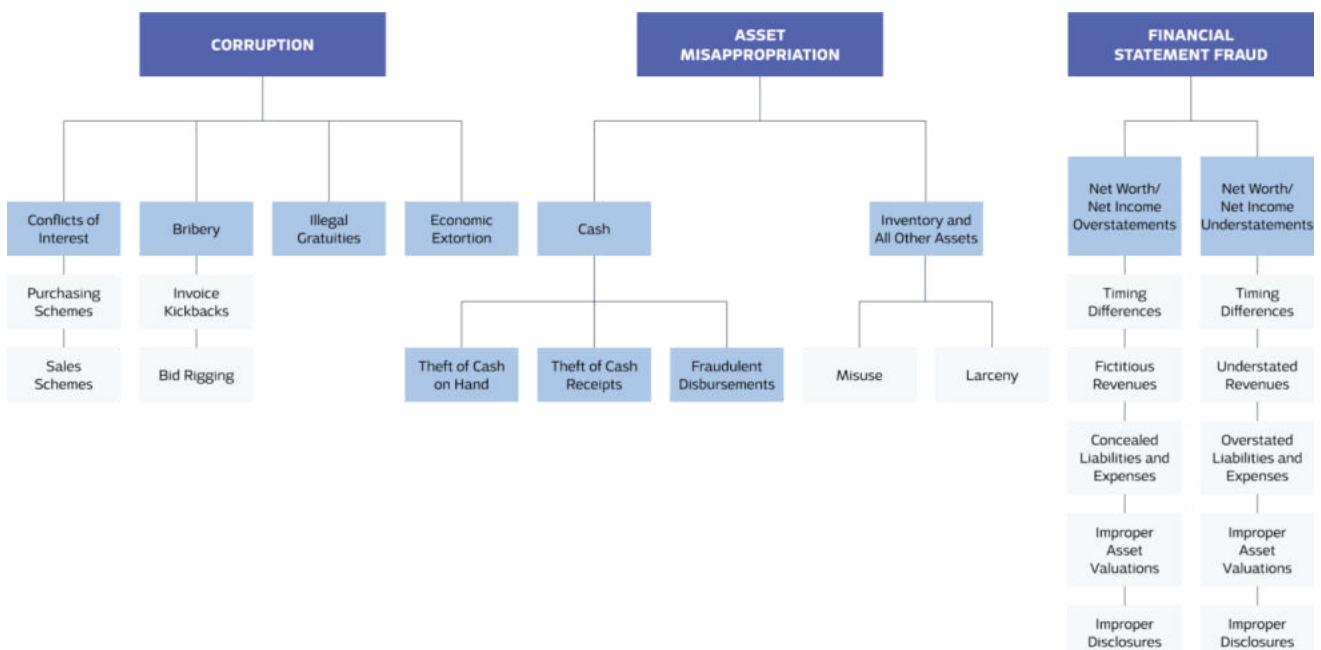 CORRUPTION
ASSET
MISAPPROPRIATION
FINANCIAL
STATEMENT FRAUD
Conflicts of
Interest
Bribery
Illegal
Gratuities
Economic
Extortion
Cash
Inventory and
All Other Assets
Net Worth/
Net Income
Overstatements
Net Worth/
Net Income
Understatements
Purchasing
Schemes
Invoice
Kickbacks
Timing
Differences
Timing
Differences
Sales
Schemes
Bid Rigging
Theft of Cash
on Hand
Theft of Cash
Receipts
Fraudulent
Disbursements
Misuse
Larceny
Fictitious
Revenues
Understated
Revenues
Concealed
Liabilities and
Expenses
Overstated
Liabilities and
Expenses
Improper
Asset
Valuations
Improper
Asset
Valuations
Improper
Disclosures
Improper
Disclosures